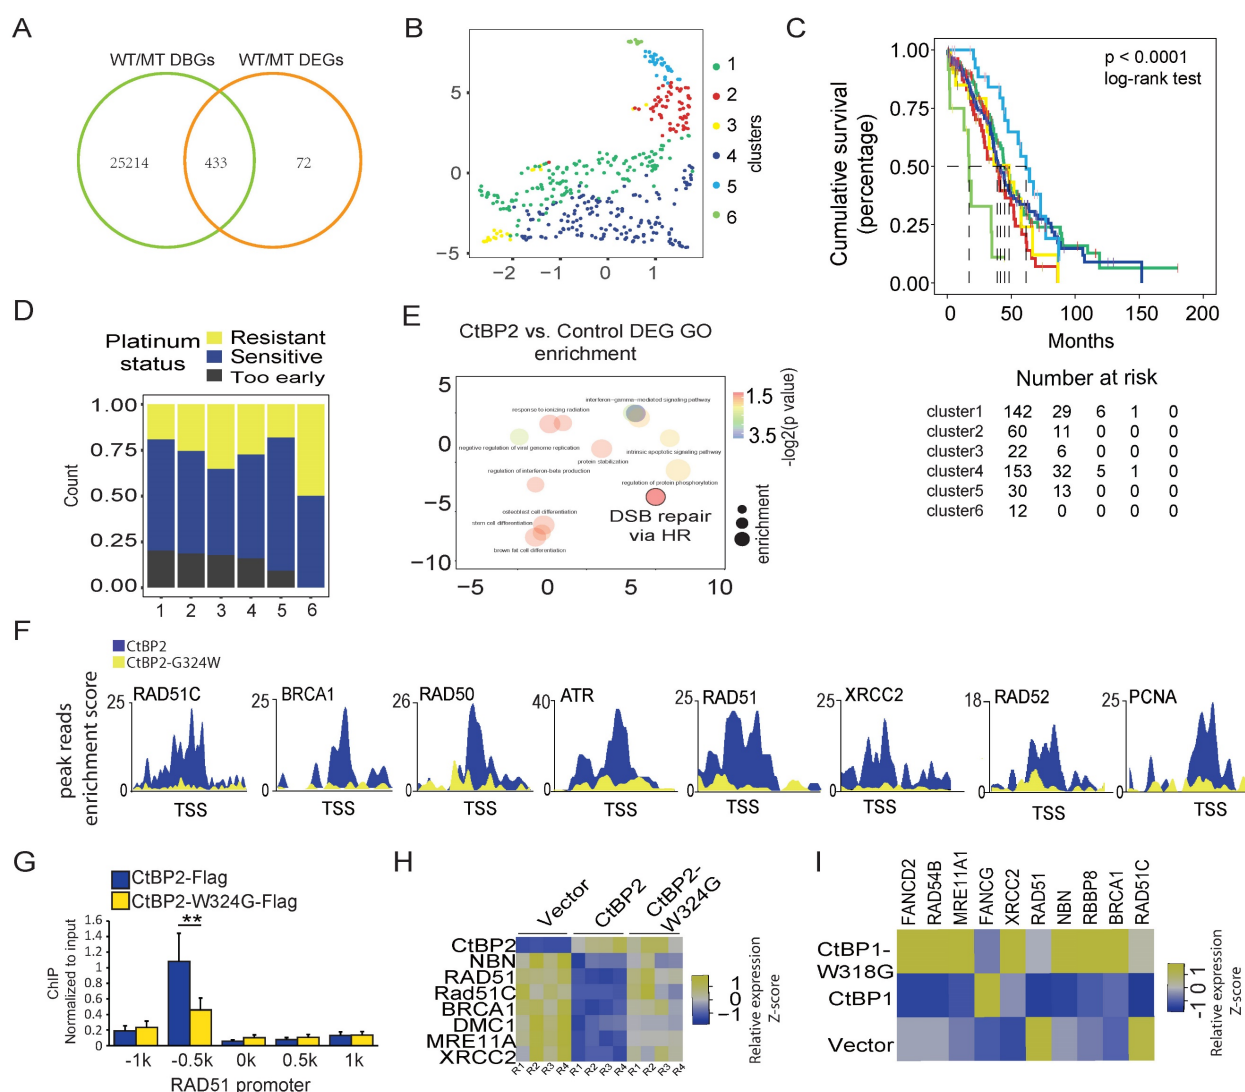 A
WT/MT DBGs
WT/MT DEGs
25214
433
72
B
5
0
−5
−2
−1
0
1
1
2
3
4
5
6
clusters
C
p < 0.0001
log-rank test
Cumulative survival
(percentage)
1.00
0.75
0.50
0.25
0.00
0
50
100
150
200
Months
Number at risk
cluster1 142 29 6 1 0
cluster2 60 11 0 0 0
cluster3 22 6 0 0 0
cluster4 153 32 5 1 0
cluster5 30 13 0 0 0
cluster6 12 0 0 0 0
D
Platinum
status
Resistant
Sensitive
Too early
Count
1.00
0.75
0.50
0.25
0.00
1 2 3 4 5 6
E
CtBP2 vs. Control DEG GO
enrichment
5
0
−5
−10
−5
0
5
10
interferon-gamma-mediated signaling pathway
response to ionizing radiation
negative regulation of viral genome replication
intrinsic apoptotic signaling pathway
protein stabilization
regulation of interferon-beta production
regulation of protein phosphorylation
osteoblast cell differentiation
stem cell differentiation
brown fat cell differentiation
DSB repair
via HR
1.5
3.5
-log2(p value)
enrichment
F
CtBP2
CtBP2-G324W
peak reads
enrichment score
25
RAD51C
0
TSS
25
BRCA1
0
TSS
26
RAD50
0
TSS
40
ATR
0
TSS
25
RAD51
0
TSS
25
XRCC2
0
TSS
18
RAD52
0
TSS
25
PCNA
0
TSS
G
CtBP2-Flag
CtBP2-W324G-Flag
ChIP
Normalized to input
1.6
1.4
1.2
1.0
0.8
0.6
0.4
0.2
0
**
-1k
-0.5k
0k
0.5k
1k
RAD51 promoter
H
Vector
CtBP2
CtBP2-
W324G
CtBP2
NBN
RAD51
Rad51C
BRCA1
DMC1
MRE11A
XRCC2
R1 R2 R3 R4 R1 R2 R3 R4 R1 R2 R3 R4
1
0
−1
Relative expression
Z-score
I
FANCD2
RAD54B
MRE11A1
FANCG
XRCC2
RAD51
NBN
RBBP8
BRCA1
RAD51C
CtBP1-
W318G
CtBP1
Vector
-1 0 1
Relative expression
Z-score